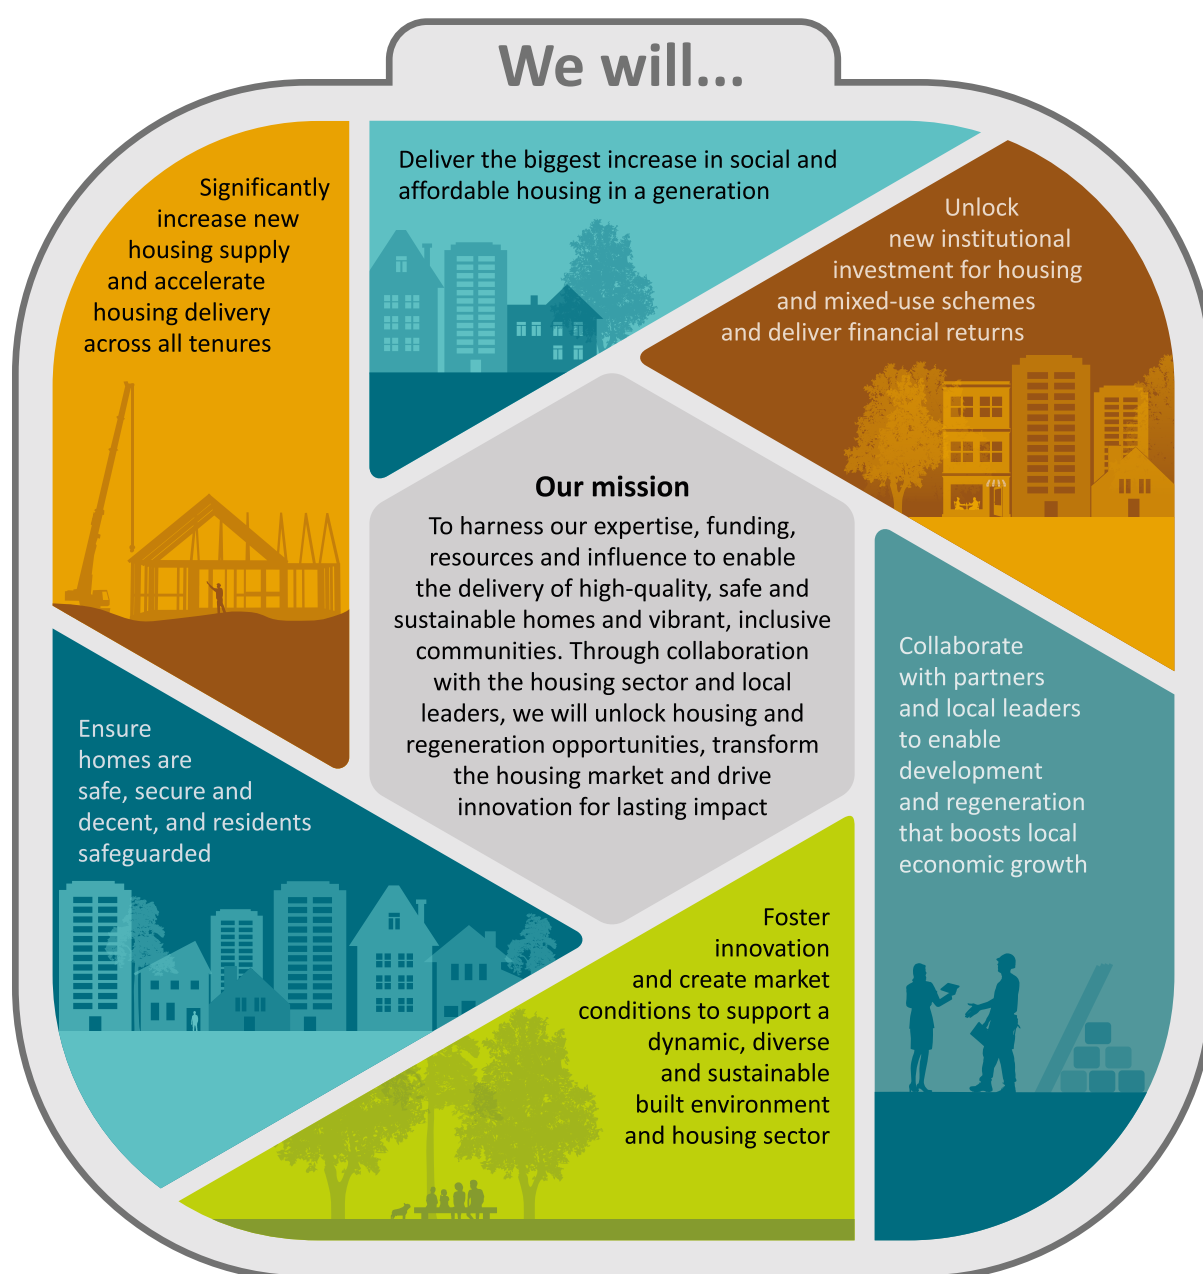 We will...
Significantly
increase new
housing supply
and accelerate
housing delivery
across all tenures
Deliver the biggest increase in social and
affordable housing in a generation
Unlock
new institutional
investment for housing
and mixed-use schemes
and deliver financial returns
Our mission
To harness our expertise, funding,
resources and influence to enable
the delivery of high-quality, safe and
sustainable homes and vibrant, inclusive
communities. Through collaboration
with the housing sector and local
leaders, we will unlock housing and
regeneration opportunities, transform
the housing market and drive
innovation for lasting impact
Collaborate
with partners
and local leaders
to enable
development
and regeneration
that boosts local
economic growth
Ensure
homes are
safe, secure and
decent, and residents
safeguarded
Foster
innovation
and create market
conditions to support a
dynamic, diverse
and sustainable
built environment
and housing sector